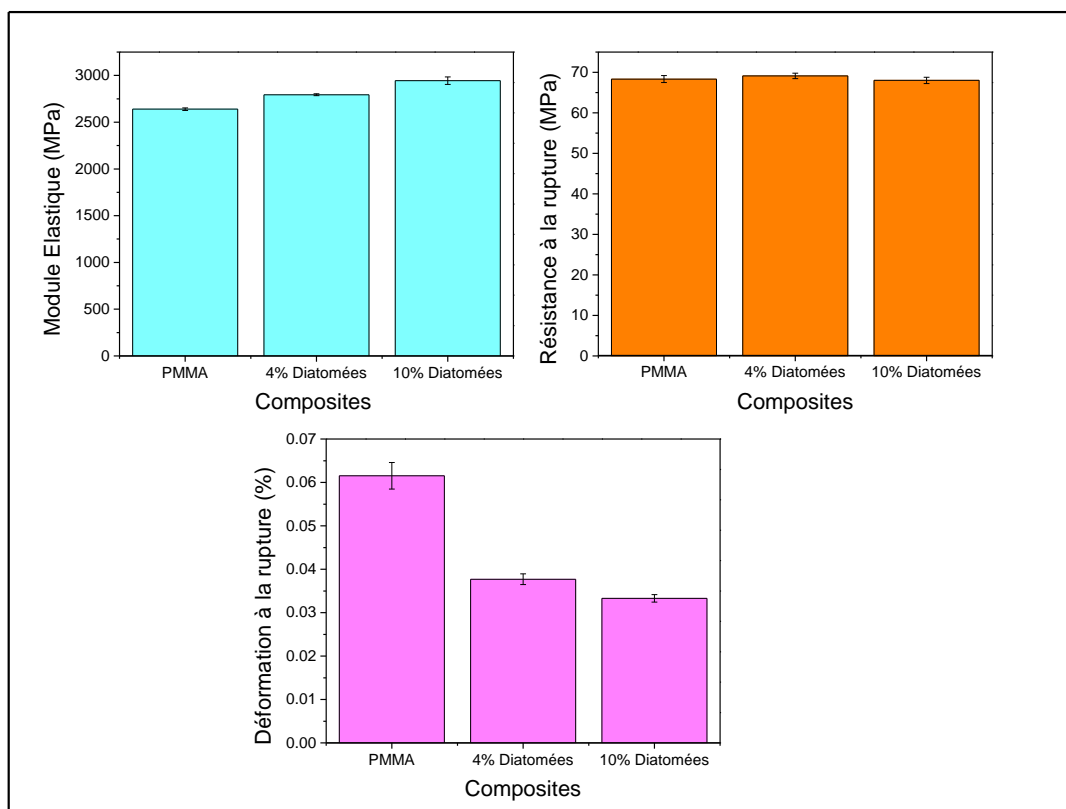 Module Elastique (MPa)
3000
2500
2000
1500
1000
500
0
PMMA
4% Diatomées
10% Diatomées
Composites
Résistance à la rupture (MPa)
70
60
50
40
30
20
10
0
PMMA
4% Diatomées
10% Diatomées
Composites
Déformation à la rupture (%)
0.07
0.06
0.05
0.04
0.03
0.02
0.01
0.00
PMMA
4% Diatomées
10% Diatomées
Composites